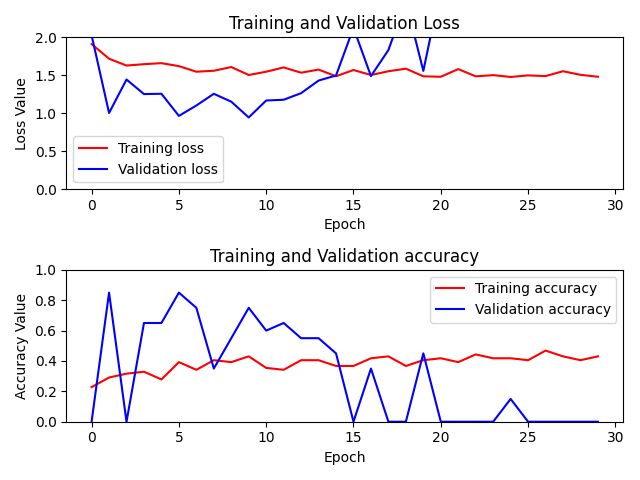 Training and Validation Loss
2.0
1.5
1.0
0.5
0.0
Loss Value
Training loss
Validation loss
0 5 10 15 20 25 30
Epoch
Training and Validation accuracy
1.0
0.8
0.6
0.4
0.2
0.0
Accuracy Value
Training accuracy
Validation accuracy
0 5 10 15 20 25 30
Epoch